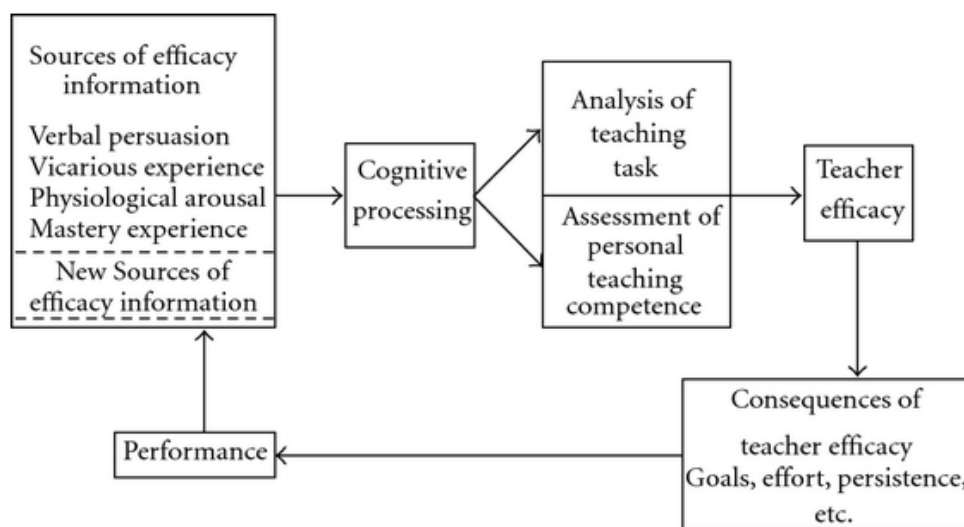 Sources of efficacy
information
Verbal persuasion
Vicarious experience
Physiological arousal
Mastery experience
New Sources of
efficacy information
Cognitive
processing
Analysis of
teaching
task
Assessment of
personal
teaching
competence
Teacher
efficacy
Consequences of
teacher efficacy
Goals, effort, persistence,
etc.
Performance